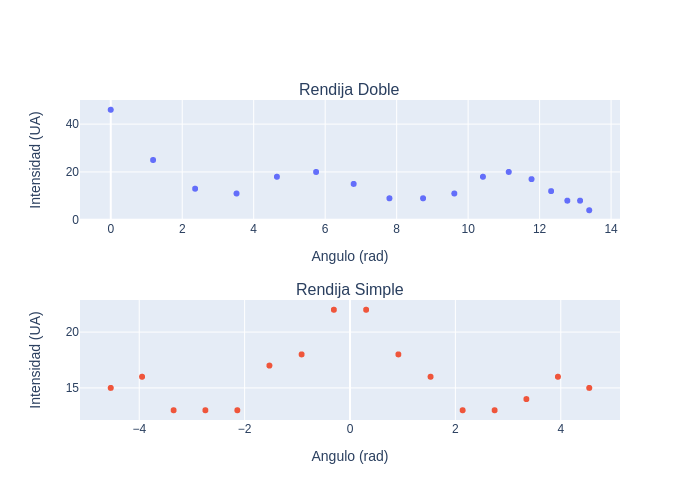 Rendija Doble
Intensidad (UA)
40
20
0
0 2 4 6 8 10 12 14
Angulo (rad)
Rendija Simple
Intensidad (UA)
20
15
−4 −2 0 2 4
Angulo (rad)